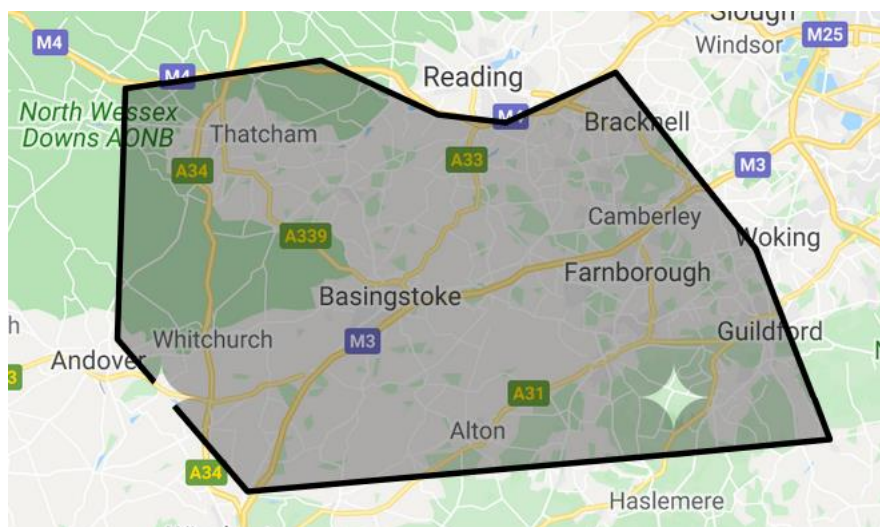 Slough
M4
M25
Windsor
M4
Reading
North Wessex
Downs AONB
M4
Bracknell
Thatcham
A33
M3
A34
Camberley
Woking
A339
Farnborough
Basingstoke
h
Whitchurch
M3
Guildford
Andover
3
A31
Alton
A34
Haslemere